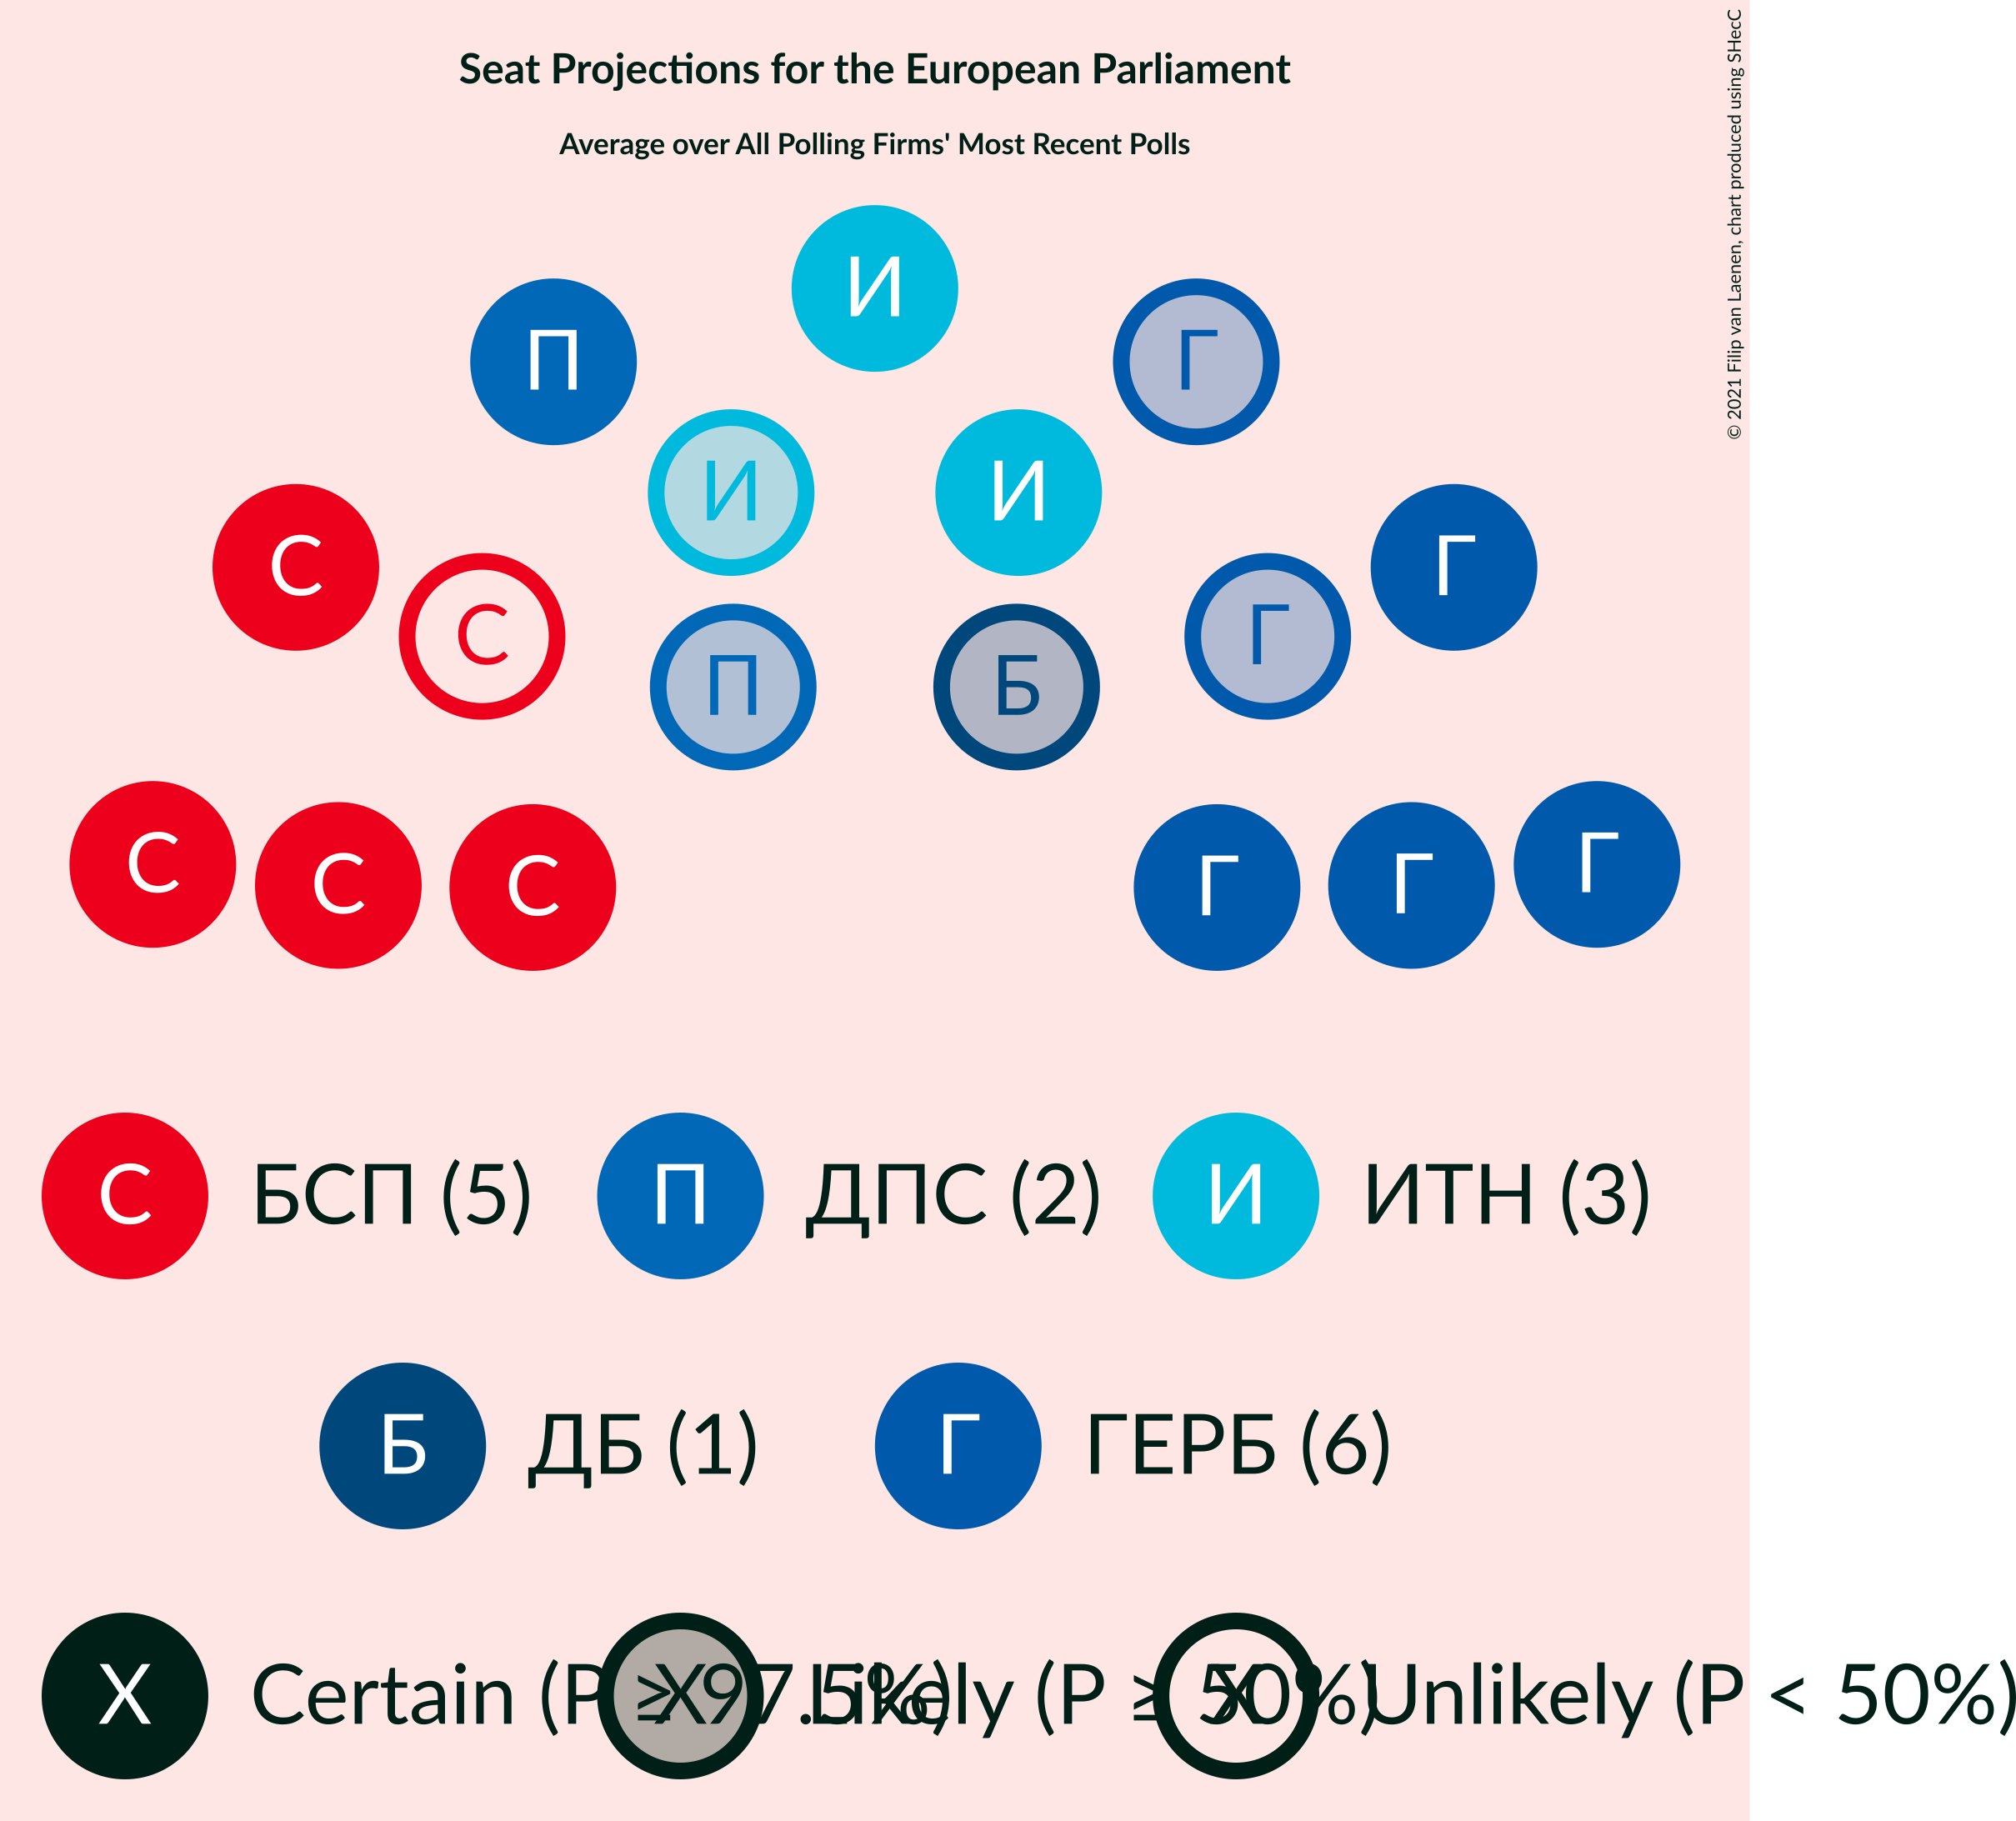 Seat Projections for the European Parliament
Average over All Polling Firms' Most Recent Polls
© 2021 Filip van Laenen, chart produced using SHecC
И
П
Г
И
И
С
Г
С
Г
П
Б
С
С
С
Г
Г
Г
С БСП (5)
П ДПС (2)
И ИТН (3)
Б ДБ (1)
Г ГЕРБ (6)
X Certain (P ≥ 97.5%)
X Likely (P ≥ 50%)
X Unlikely (P < 50%)